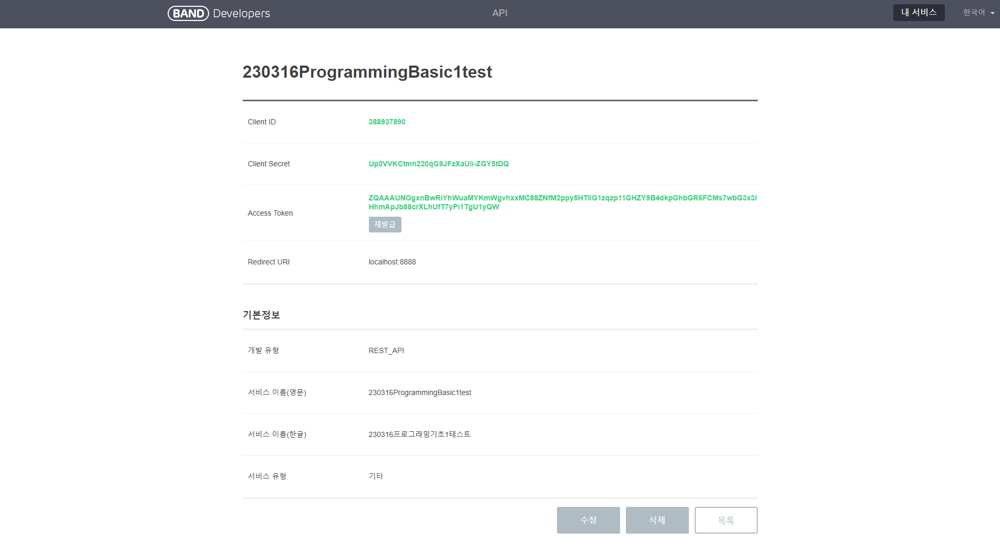 BAND Developers
API
내 서비스
한국어
230316ProgrammingBasic1test
Client ID
388937890
Client Secret
Up0VVKCtmh220qG9JFzXaUIi-ZGY5tDQ
Access Token
ZQAAAUNOgxnBwRiYhWuaMYKmWgvhxxMC88ZNfM2ppy5HTIIG1zqzp11GHZY9B4dkpGhbGR6FCMs7wbG3x3I
HhmApJb88crXLhUfT7yPi1TgU1yQW
재발급
Redirect URI
localhost:8888
기본정보
개발 유형
REST_API
서비스 이름(영문)
230316ProgrammingBasic1test
서비스 이름(한글)
230316프로그래밍기초1테스트
서비스 유형
기타
수정
삭제
목록